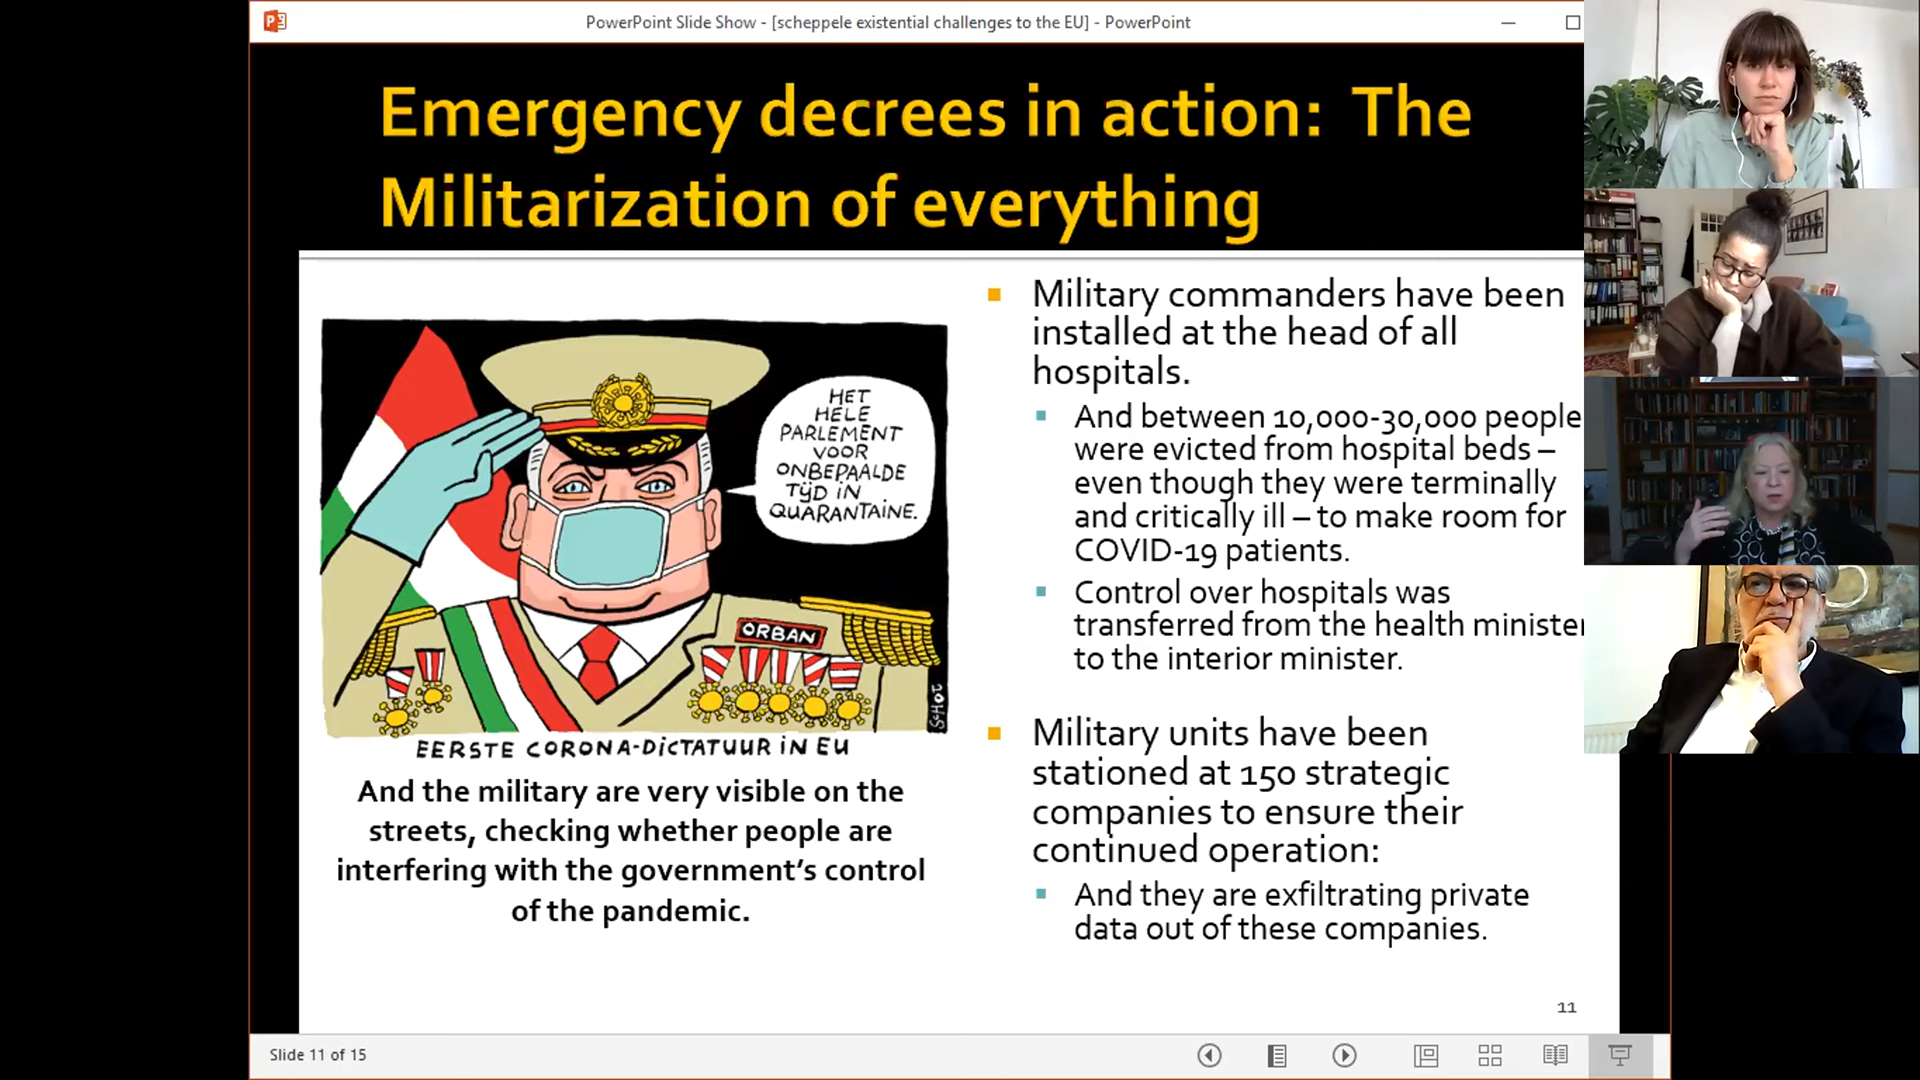 PowerPoint Slide Show - [scheppele existential challenges to the EU] - PowerPoint
Emergency decrees in action: The
Militarization of everything
HET
HELE
PARLEMENT
VOOR
ONBEPAALDE
TIJD IN
QUARANTAINE.
ORBAN
SCHOT
EERSTE CORONA-DICTATUUR IN EU
And the military are very visible on the
streets, checking whether people are
interfering with the government's control
of the pandemic.
Military commanders have been
installed at the head of all
hospitals.
And between 10,000-30,000 people
were evicted from hospital beds –
even though they were terminally
and critically ill – to make room for
COVID-19 patients.
Control over hospitals was
transferred from the health minister
to the interior minister.
Military units have been
stationed at 150 strategic
companies to ensure their
continued operation:
And they are exfiltrating private
data out of these companies.
11
Slide 11 of 15